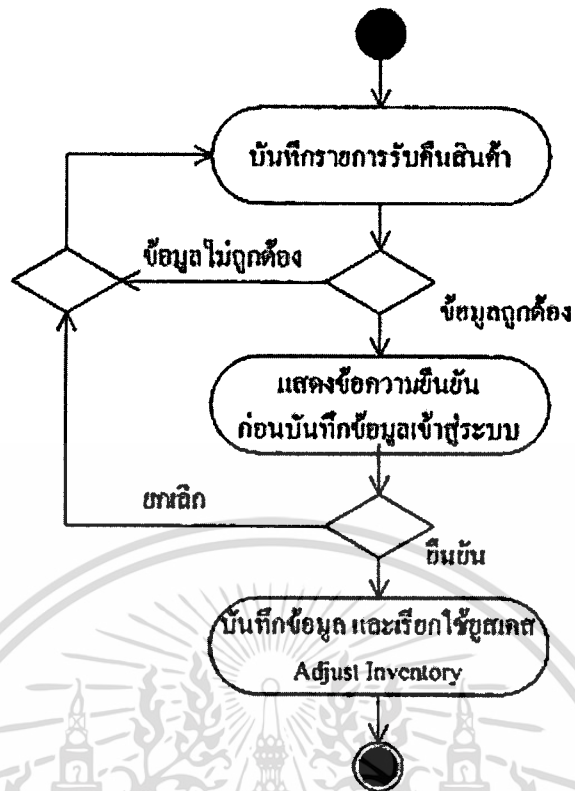 บันทึกรายการรับคืนสินค้า
ข้อมูลไม่ถูกต้อง
ข้อมูลถูกต้อง
แสดงข้อความยืนยัน
ก่อนบันทึกข้อมูลเข้าสู่ระบบ
ยกเลิก
ยืนยัน
บันทึกข้อมูล และเรียกใช้ยูสเคส
Adjust Inventory